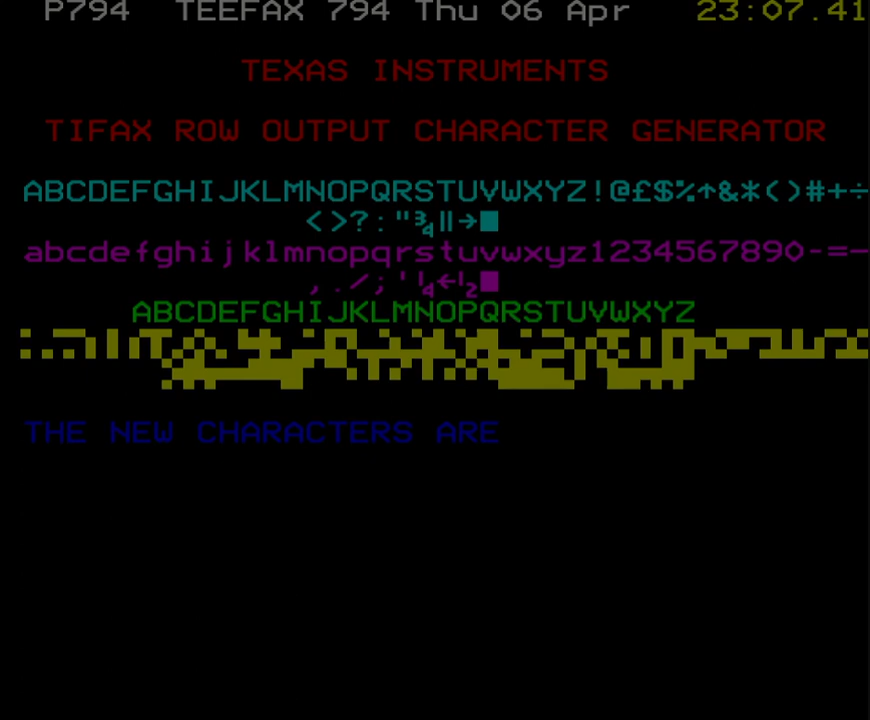 P794 TEEFAX 794 Thu 06 Apr 23:07.41
TEXAS INSTRUMENTS
TIFAX ROW OUTPUT CHARACTER GENERATOR
ABCDEFGHIJKLMNOPQRSTUVWXYZ!@£$%↑&*()#+÷
<>?:"¾‖→■
abcdefghijklmnopqrstuvwxyz1234567890-=–
,./;'¼←½■
ABCDEFGHIJKLMNOPQRSTUVWXYZ
THE NEW CHARACTERS ARE